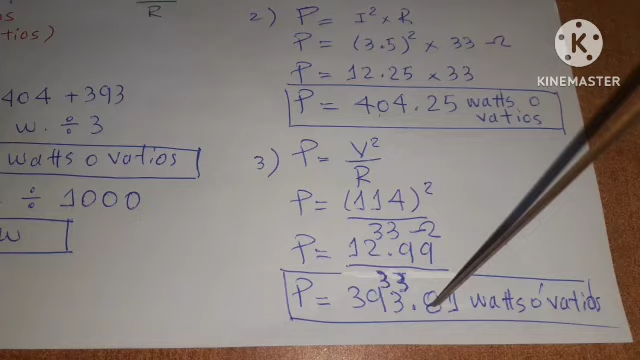 vatios)
R
404 + 393
w. ÷ 3
watts o vatios
÷ 1000
w
2) P = I² x R
P = (3.5)² x 33 Ω
P = 12.25 x 33
P = 404.25 watts o
vatios
3) P = V²
R
P = (114)²
33 Ω
P = 12.99
33
P = 393.81 watts o vatios
KINEMASTER